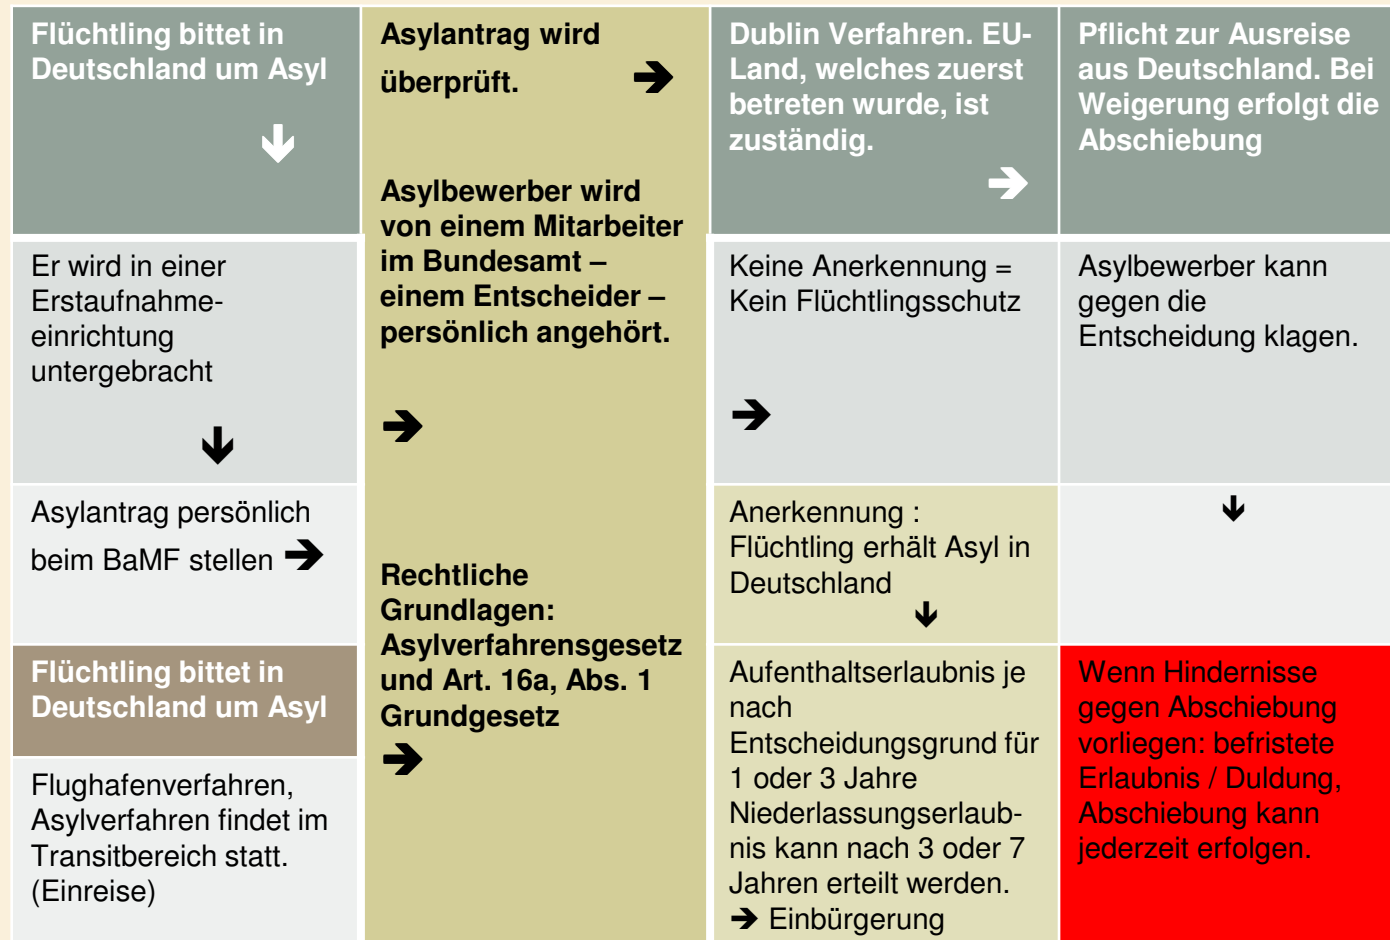 Flüchtling bittet in
Deutschland um Asyl
🡻
Er wird in einer
Erstaufnahme-
einrichtung
untergebracht
🡻
Asylantrag persönlich
beim BaMF stellen 🡺
Flüchtling bittet in
Deutschland um Asyl
Flughafenverfahren,
Asylverfahren findet im
Transitbereich statt.
(Einreise)
Asylantrag wird
überprüft. 🡺
Asylbewerber wird
von einem Mitarbeiter
im Bundesamt –
einem Entscheider –
persönlich angehört.
🡺
Rechtliche
Grundlagen:
Asylverfahrensgesetz
und Art. 16a, Abs. 1
Grundgesetz
🡺
Dublin Verfahren. EU-
Land, welches zuerst
betreten wurde, ist
zuständig.
🡺
Keine Anerkennung =
Kein Flüchtlingsschutz
🡺
Anerkennung :
Flüchtling erhält Asyl in
Deutschland
🡻
Aufenthaltserlaubnis je
nach
Entscheidungsgrund für
1 oder 3 Jahre
Niederlassungserlaub-
nis kann nach 3 oder 7
Jahren erteilt werden.
🡺 Einbürgerung
Pflicht zur Ausreise
aus Deutschland. Bei
Weigerung erfolgt die
Abschiebung
Asylbewerber kann
gegen die
Entscheidung klagen.
🡻
Wenn Hindernisse
gegen Abschiebung
vorliegen: befristete
Erlaubnis / Duldung,
Abschiebung kann
jederzeit erfolgen.